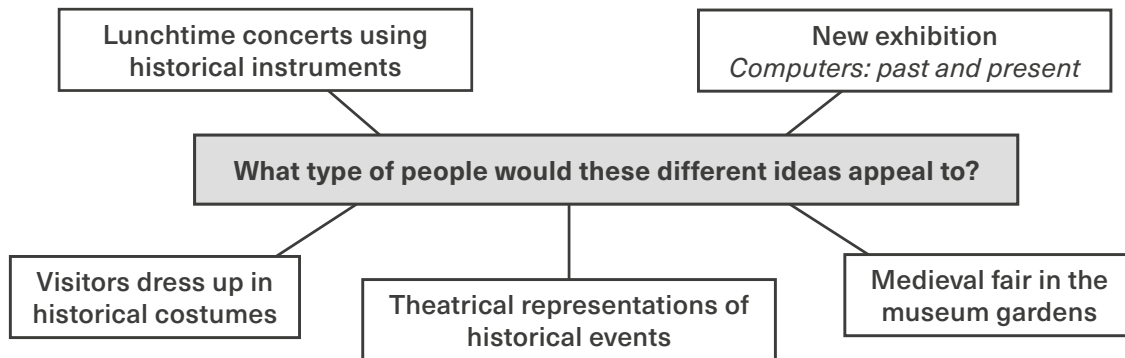 Lunchtime concerts using
historical instruments
New exhibition
Computers: past and present
What type of people would these different ideas appeal to?
Visitors dress up in
historical costumes
Theatrical representations of
historical events
Medieval fair in the
museum gardens